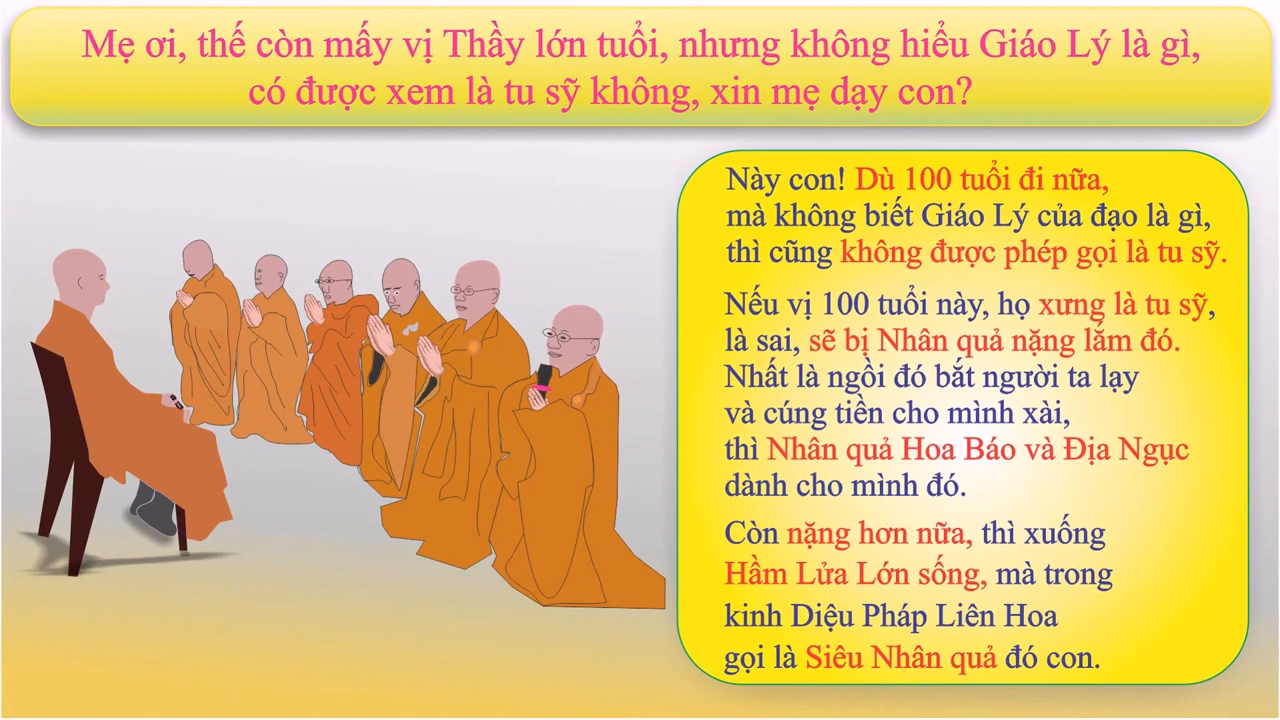 Mẹ ơi, thế còn mấy vị Thầy lớn tuổi, nhưng không hiểu Giáo Lý là gì,
có được xem là tu sỹ không, xin mẹ dạy con?
Này con! Dù 100 tuổi đi nữa,
mà không biết Giáo Lý của đạo là gì,
thì cũng không được phép gọi là tu sỹ.
Nếu vị 100 tuổi này, họ xưng là tu sỹ,
là sai, sẽ bị Nhân quả nặng lắm đó.
Nhất là ngồi đó bắt người ta lạy
và cúng tiền cho mình xài,
thì Nhân quả Hoa Báo và Địa Ngục
dành cho mình đó.
Còn nặng hơn nữa, thì xuống
Hầm Lửa Lớn sống, mà trong
kinh Diệu Pháp Liên Hoa
gọi là Siêu Nhân quả đó con.